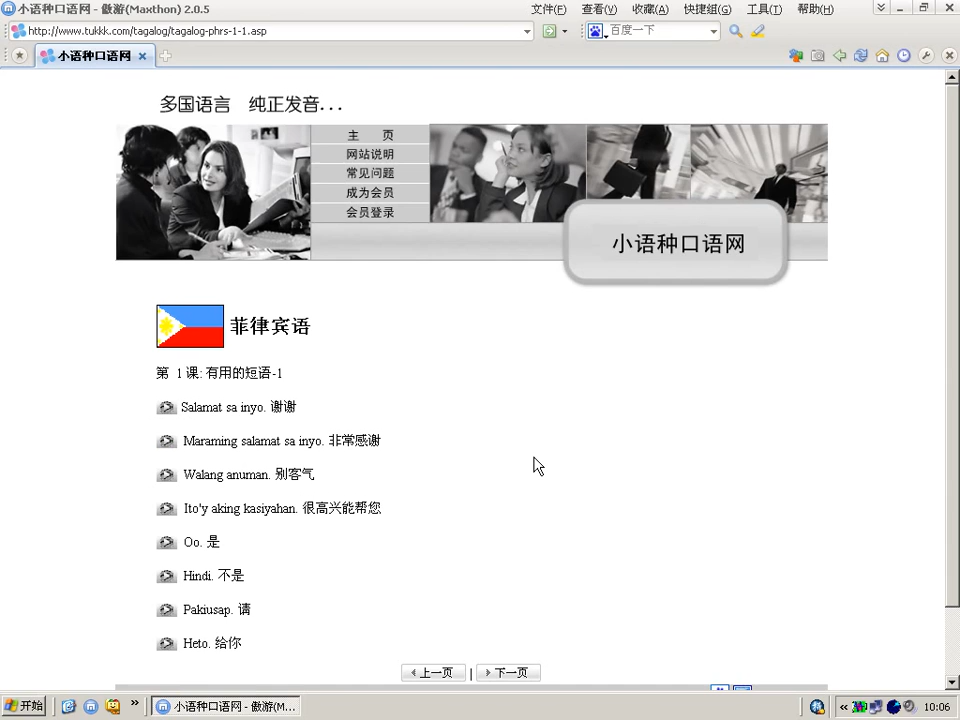 小语种口语网 - 傲游(Maxthon) 2.0.5
文件(F) 查看(V) 收藏(A) 快捷组(G) 工具(T) 帮助(H)
http://www.tukkk.com/tagalog/tagalog-phrs-1-1.asp
百度一下
小语种口语网
多国语言 纯正发音...
主 页
网站说明
常见问题
成为会员
会员登录
小语种口语网
菲律宾语
第 1 课: 有用的短语-1
Salamat sa inyo. 谢谢
Maraming salamat sa inyo. 非常感谢
Walang anuman. 别客气
Ito'y aking kasiyahan. 很高兴能帮您
Oo. 是
Hindi. 不是
Pakiusap. 请
Heto. 给你
上一页 | 下一页
开始
小语种口语网 - 傲游(M...
10:06